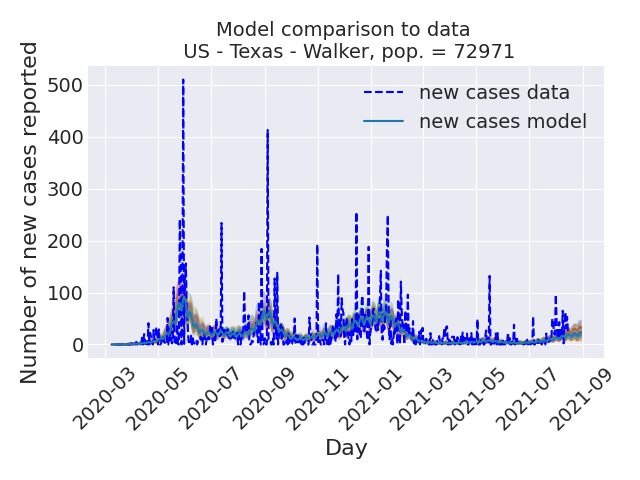 Model comparison to data
US - Texas - Walker, pop. = 72971
Number of new cases reported
500
400
300
200
100
0
new cases data
new cases model
2020-03
2020-05
2020-07
2020-09
2020-11
2021-01
2021-03
2021-05
2021-07
2021-09
Day